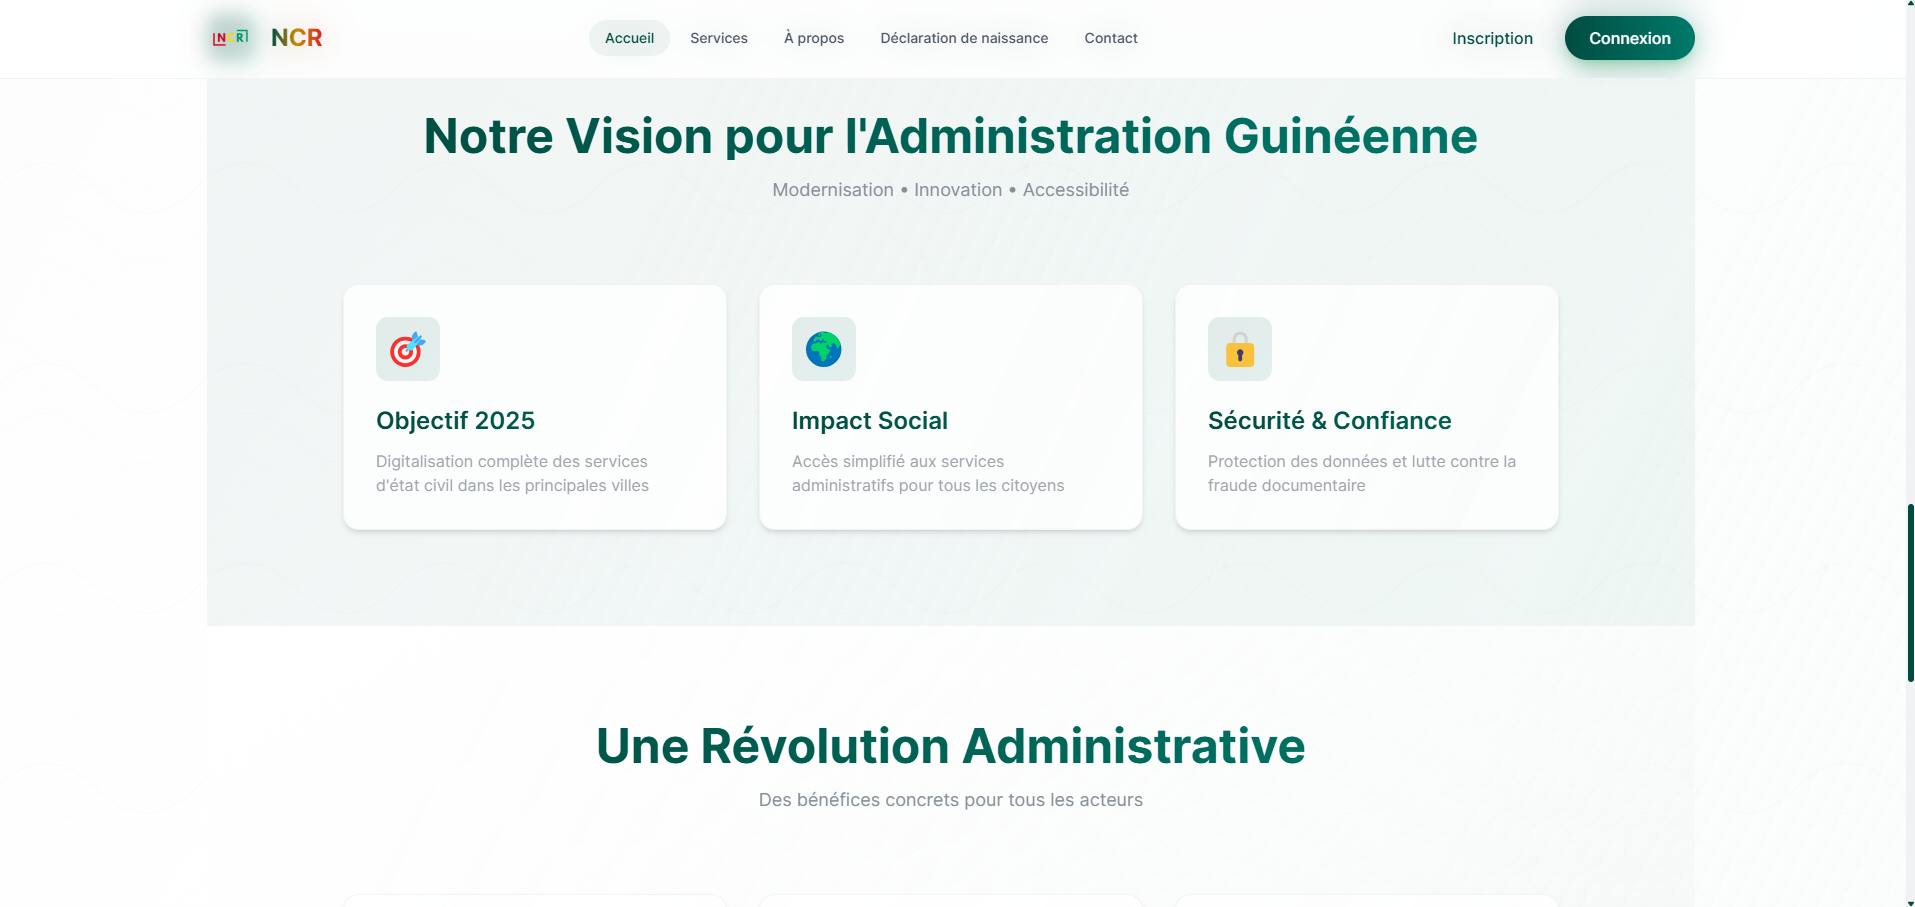 NCR NCR Accueil Services À propos Déclaration de naissance Contact Inscription Connexion
Notre Vision pour l'Administration Guinéenne
Modernisation • Innovation • Accessibilité
Objectif 2025
Digitalisation complète des services
d'état civil dans les principales villes
Impact Social
Accès simplifié aux services
administratifs pour tous les citoyens
Sécurité & Confiance
Protection des données et lutte contre la
fraude documentaire
Une Révolution Administrative
Des bénéfices concrets pour tous les acteurs